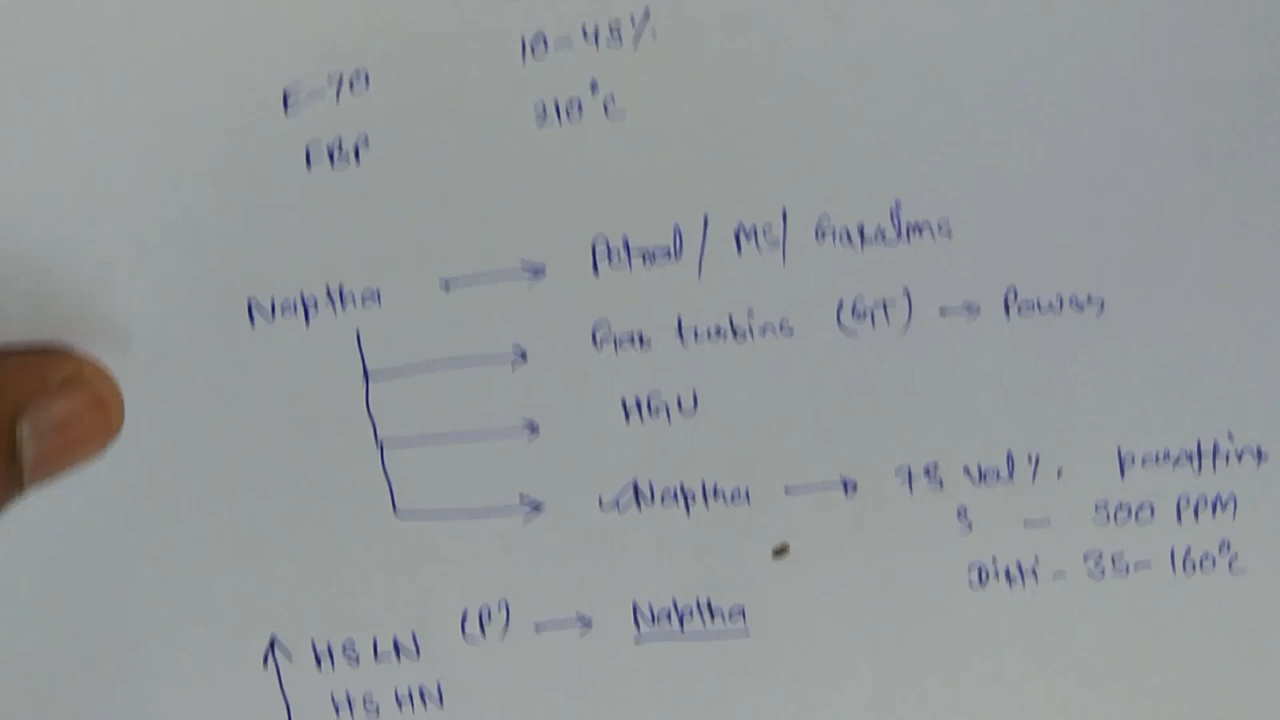 E-70 10-45%
FBP 210°C
Naptha → Petrol / MS / Gasoline
→ Gas turbine (GT) → Power
→ HGU
→ Naptha → 75 vol%. paraffins
S - 500 PPM
Distl - 35- 160°C
↑ HSLN (P) → Naptha
HSHN